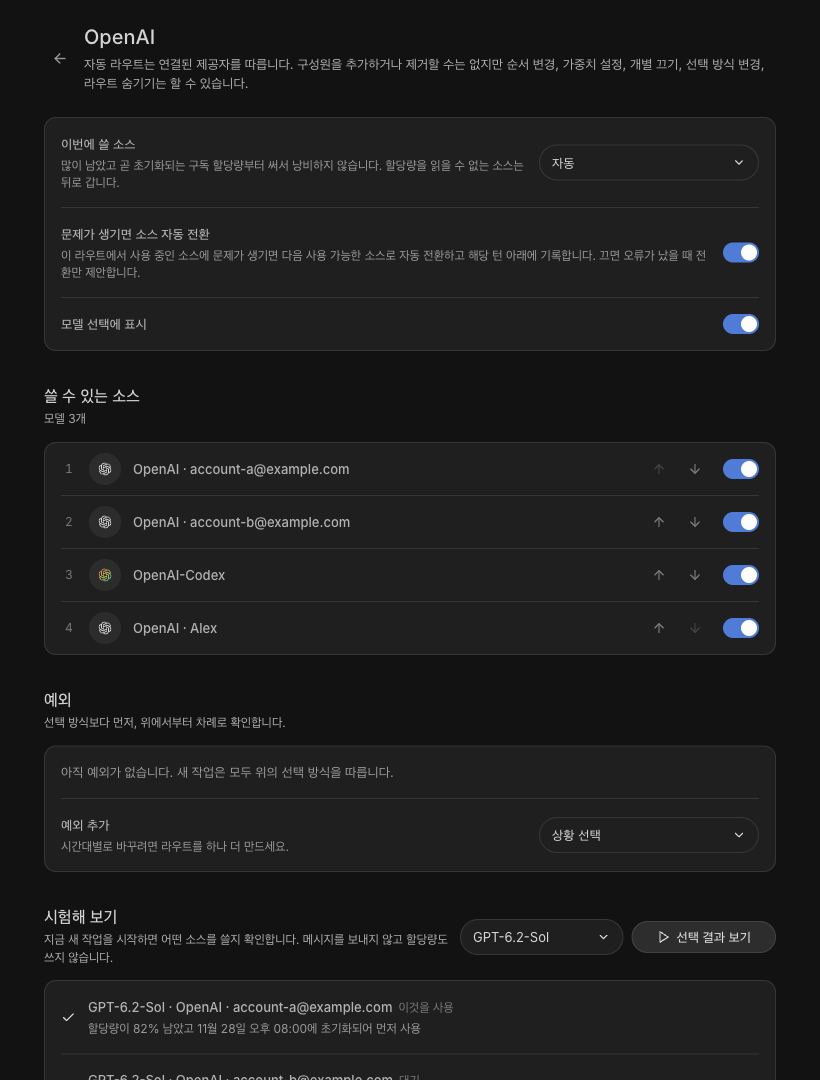 OpenAI
자동 라우트는 연결된 제공자를 따릅니다. 구성원을 추가하거나 제거할 수는 없지만 순서 변경, 가중치 설정, 개별 끄기, 선택 방식 변경,
라우트 숨기기는 할 수 있습니다.
이번에 쓸 소스
많이 남았고 곧 초기화되는 구독 할당량부터 써서 낭비하지 않습니다. 할당량을 읽을 수 없는 소스는
뒤로 갑니다.
자동
문제가 생기면 소스 자동 전환
이 라우트에서 사용 중인 소스에 문제가 생기면 다음 사용 가능한 소스로 자동 전환하고 해당 턴 아래에 기록합니다. 끄면 오류가 났을 때 전
환만 제안합니다.
모델 선택에 표시
쓸 수 있는 소스
모델 3개
1 OpenAI · account-a@example.com
2 OpenAI · account-b@example.com
3 OpenAI-Codex
4 OpenAI · Alex
예외
선택 방식보다 먼저, 위에서부터 차례로 확인합니다.
아직 예외가 없습니다. 새 작업은 모두 위의 선택 방식을 따릅니다.
예외 추가
시간대별로 바꾸려면 라우트를 하나 더 만드세요.
상황 선택
시험해 보기
지금 새 작업을 시작하면 어떤 소스를 쓸지 확인합니다. 메시지를 보내지 않고 할당량도
쓰지 않습니다.
GPT-6.2-Sol
선택 결과 보기
GPT-6.2-Sol · OpenAI · account-a@example.com 이것을 사용
할당량이 82% 남았고 11월 28일 오후 08:00에 초기화되어 먼저 사용
GPT-6.2-Sol · OpenAI · account-b@example.com 대기